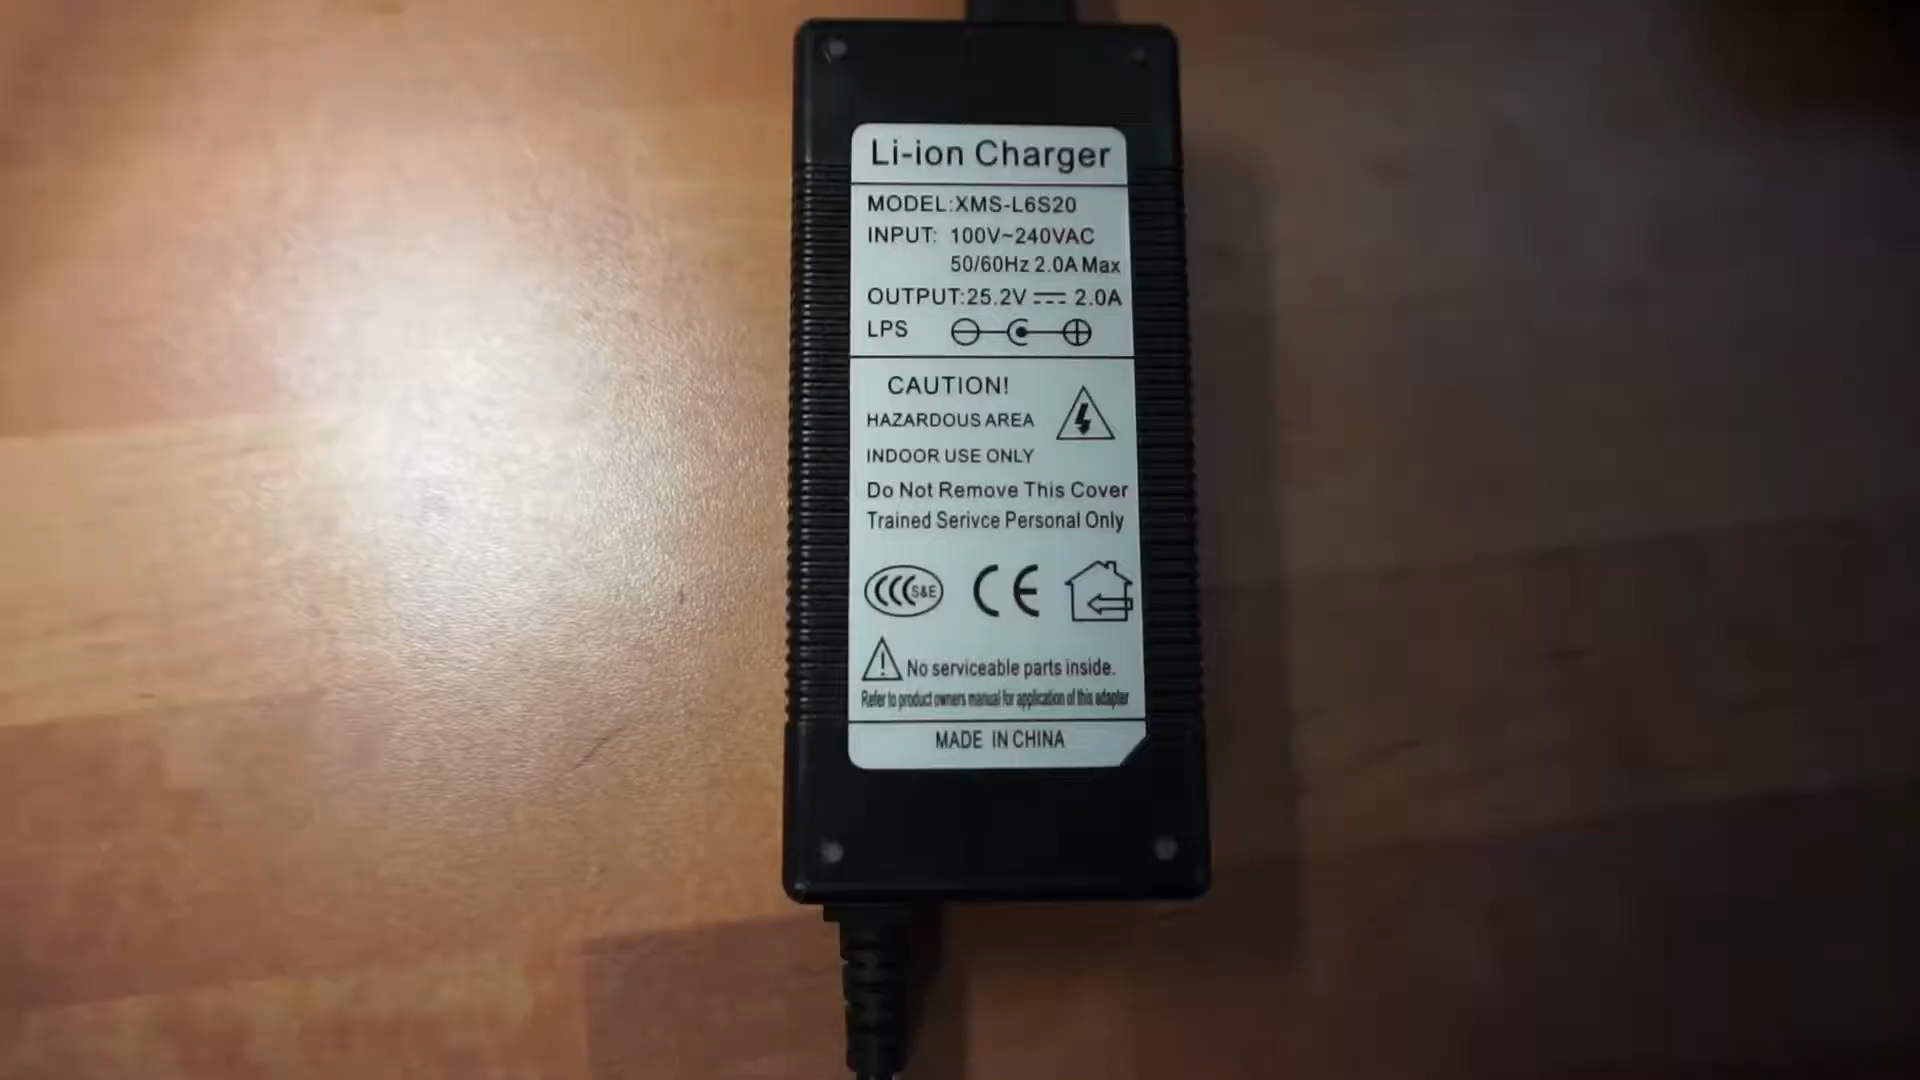 Li-ion Charger
MODEL:XMS-L6S20
INPUT: 100V~240VAC
50/60Hz 2.0A Max
OUTPUT:25.2V ⎓ 2.0A
LPS
CAUTION!
HAZARDOUS AREA
INDOOR USE ONLY
Do Not Remove This Cover
Trained Serivce Personal Only
CCC S&E CE
No serviceable parts inside.
Refer to product owners manual for application of this adapter
MADE IN CHINA